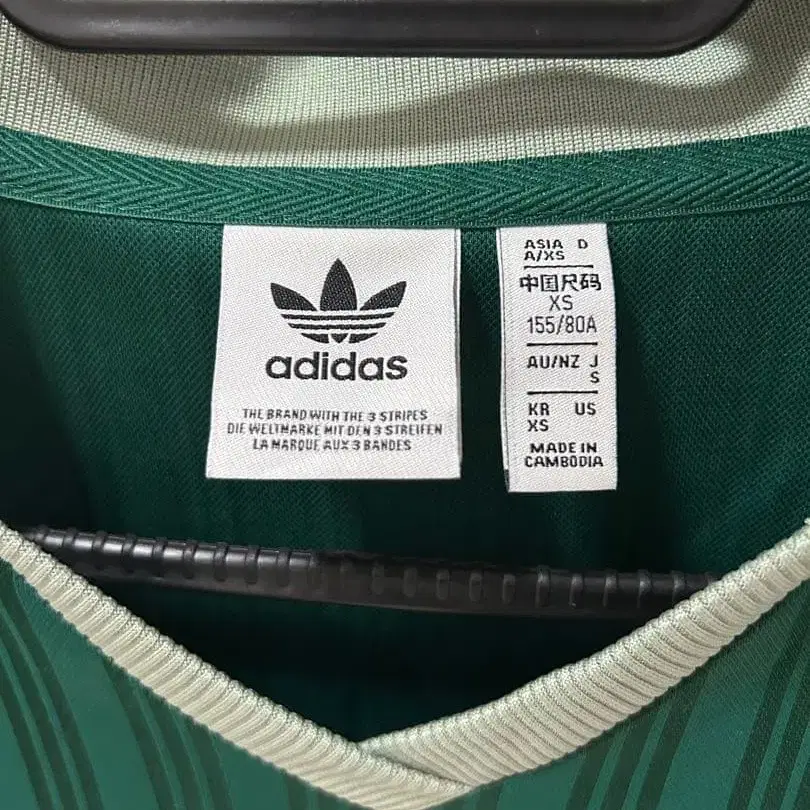 adidas
THE BRAND WITH THE 3 STRIPES
DIE WELTMARKE MIT DEN 3 STREIFEN
LA MARQUE AUX 3 BANDES
ASIA D
A/XS
中国尺码
XS
155/80A
AU/NZ J
S
KR US
XS
MADE IN
CAMBODIA